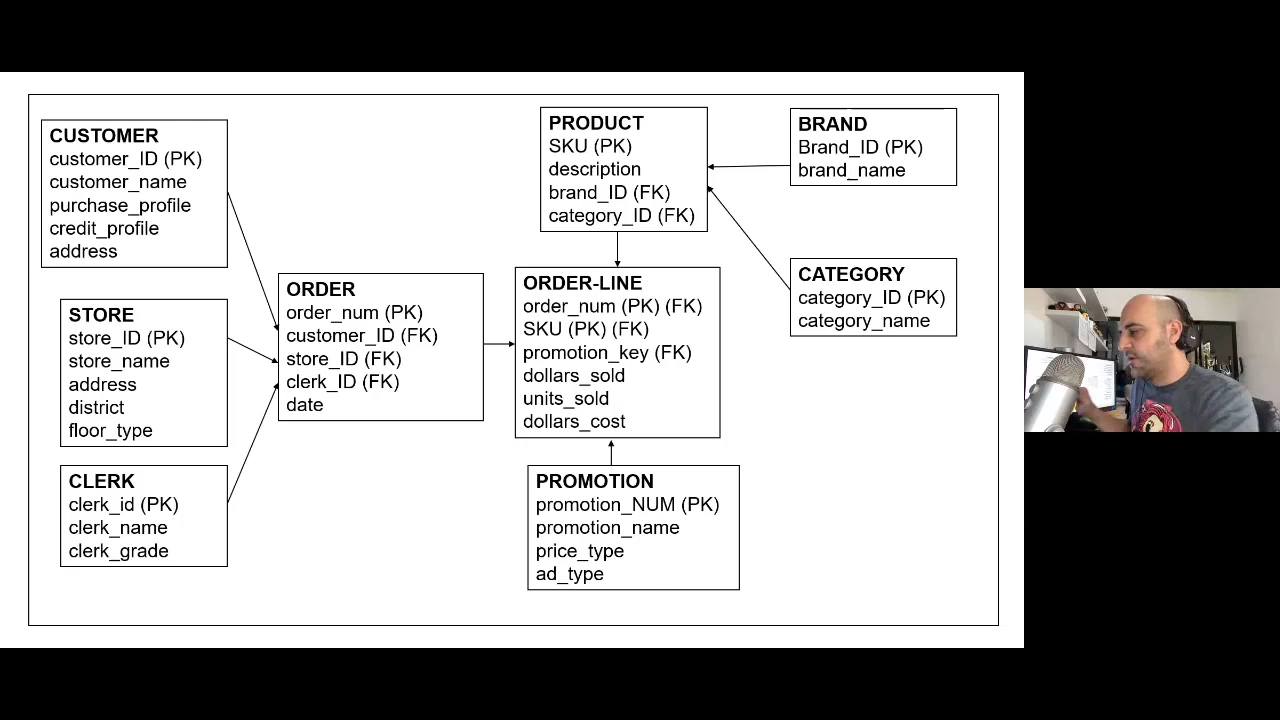 CUSTOMER
customer_ID (PK)
customer_name
purchase_profile
credit_profile
address
STORE
store_ID (PK)
store_name
address
district
floor_type
CLERK
clerk_id (PK)
clerk_name
clerk_grade
ORDER
order_num (PK)
customer_ID (FK)
store_ID (FK)
clerk_ID (FK)
date
PRODUCT
SKU (PK)
description
brand_ID (FK)
category_ID (FK)
ORDER-LINE
order_num (PK) (FK)
SKU (PK) (FK)
promotion_key (FK)
dollars_sold
units_sold
dollars_cost
PROMOTION
promotion_NUM (PK)
promotion_name
price_type
ad_type
BRAND
Brand_ID (PK)
brand_name
CATEGORY
category_ID (PK)
category_name